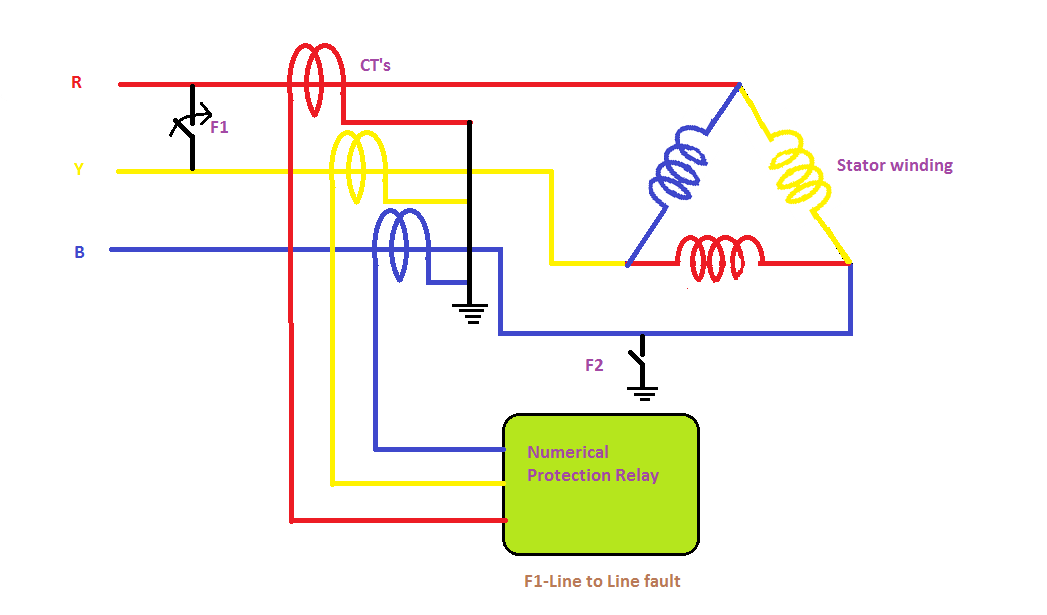 CT's
R
F1
Y
Stator winding
B
F2
Numerical
Protection Relay
F1-Line to Line fault